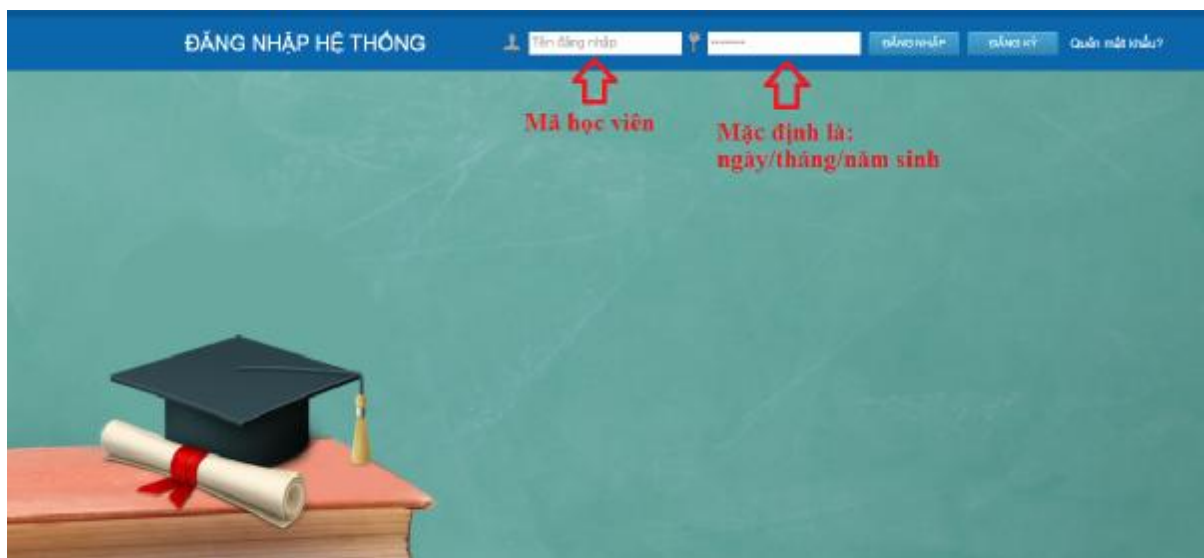 ĐĂNG NHẬP HỆ THỐNG
Tên đăng nhập
ĐĂNG NHẬP
ĐĂNG KÝ
Quên mật khẩu?
Mã học viên
Mặc định là:
ngày/tháng/năm sinh